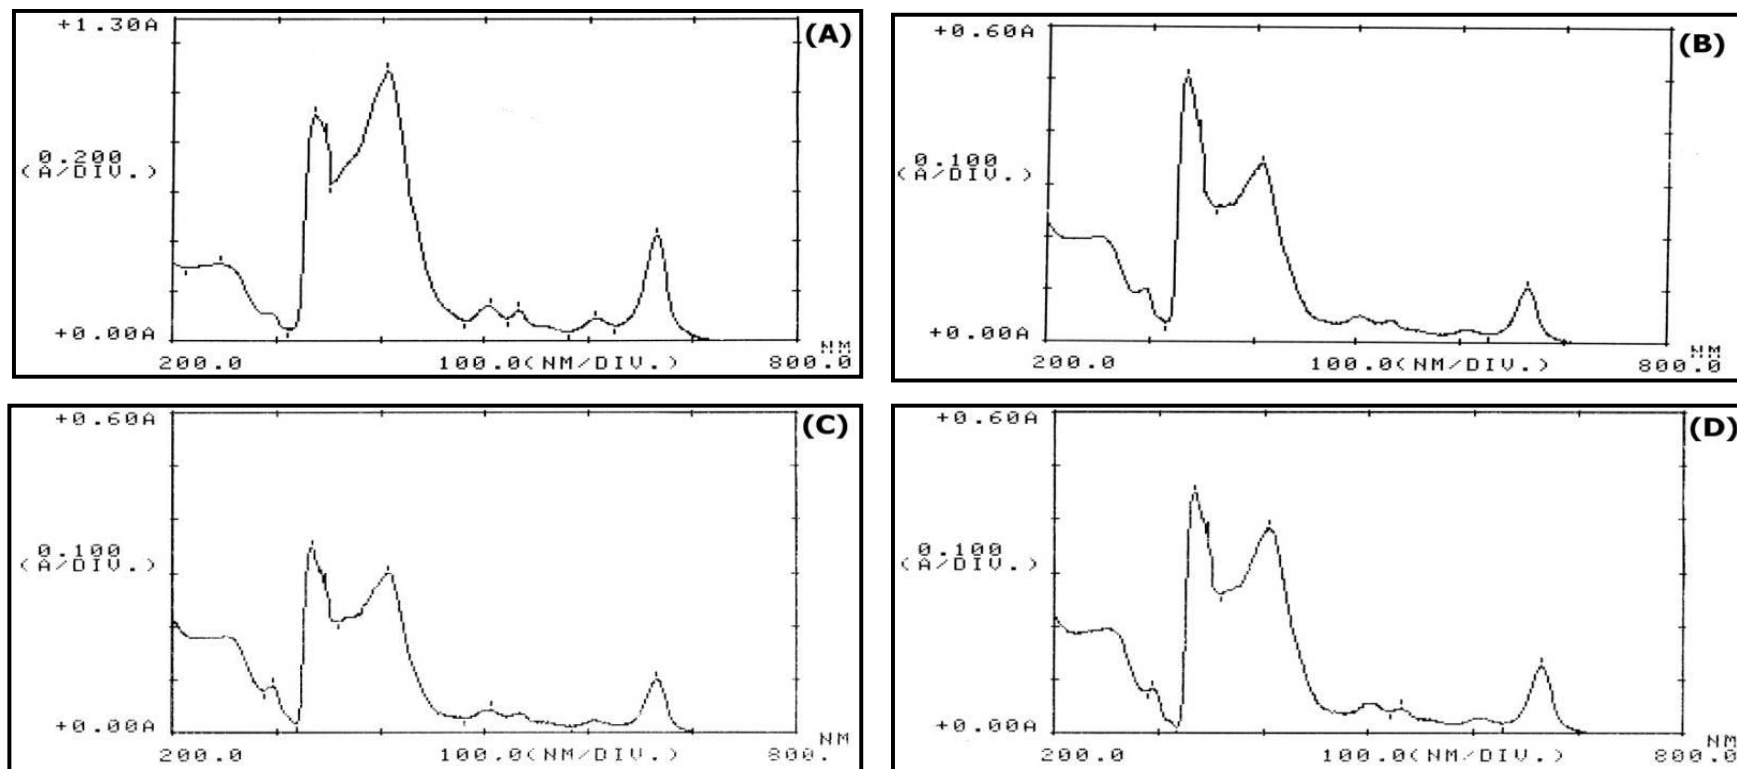 +1.30A
(A)
0.200
(A/DIV.)
+0.00A
NM
200.0
100.0(NM/DIV.)
800.0
+0.60A
(B)
0.100
(A/DIV.)
+0.00A
NM
200.0
100.0(NM/DIV.)
800.0
+0.60A
(C)
0.100
(A/DIV.)
+0.00A
NM
200.0
100.0(NM/DIV.)
800.
+0.60A
(D)
0.100
(A/DIV.)
+0.00A
NM
200.0
100.0(NM/DIV.)
800.0